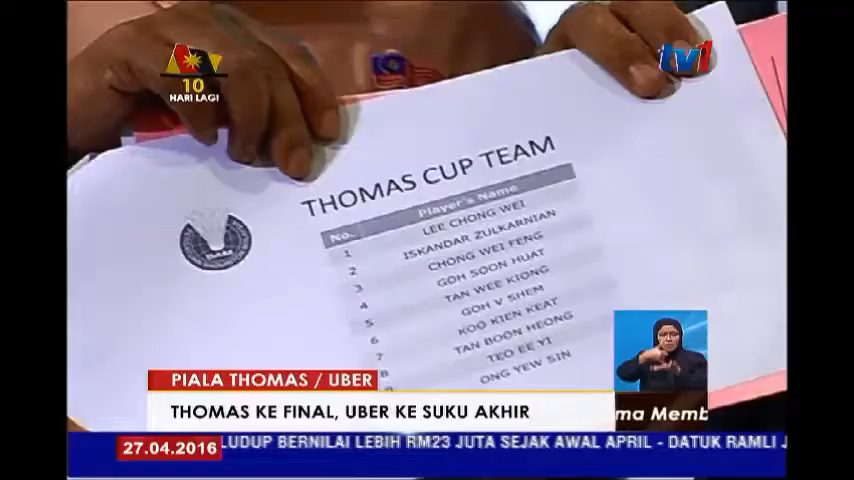 10
HARI LAGI
tv1
THOMAS CUP TEAM
No. Player's Name
1 LEE CHONG WEI
2 ISKANDAR ZULKARNIAN
3 CHONG WEI FENG
4 GOH SOON HUAT
5 TAN WEE KIONG
6 GOH V SHEM
7 KOO KIEN KEAT
8 TAN BOON HEONG
9 TEO EE YI
ONG YEW SIN
PIALA THOMAS / UBER
THOMAS KE FINAL, UBER KE SUKU AKHIR
ma Memb
27.04.2016 LUDUP BERNILAI LEBIH RM23 JUTA SEJAK AWAL APRIL - DATUK RAMLI